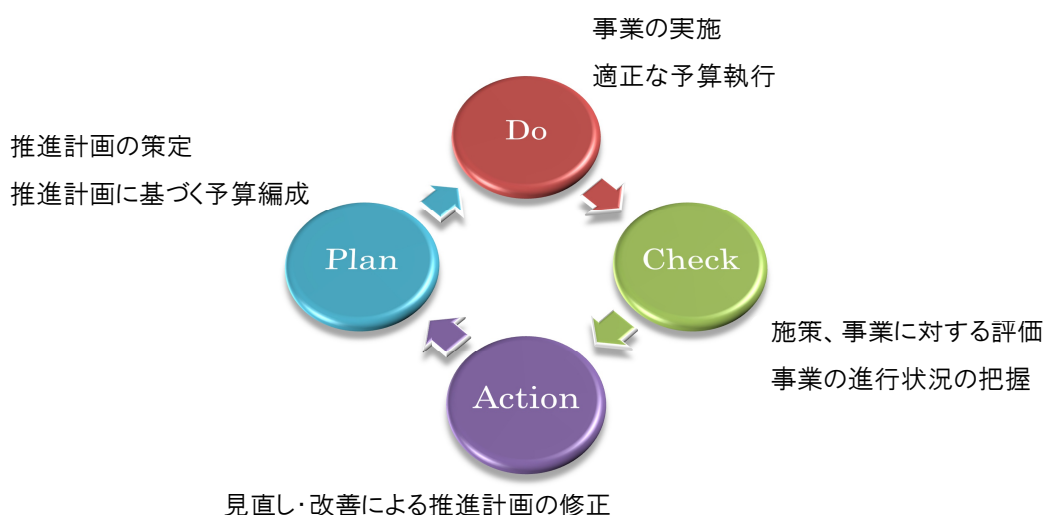 事業の実施
適正な予算執行
Do
推進計画の策定
推進計画に基づく予算編成
Plan
Check
施策、事業に対する評価
事業の進行状況の把握
Action
見直し・改善による推進計画の修正